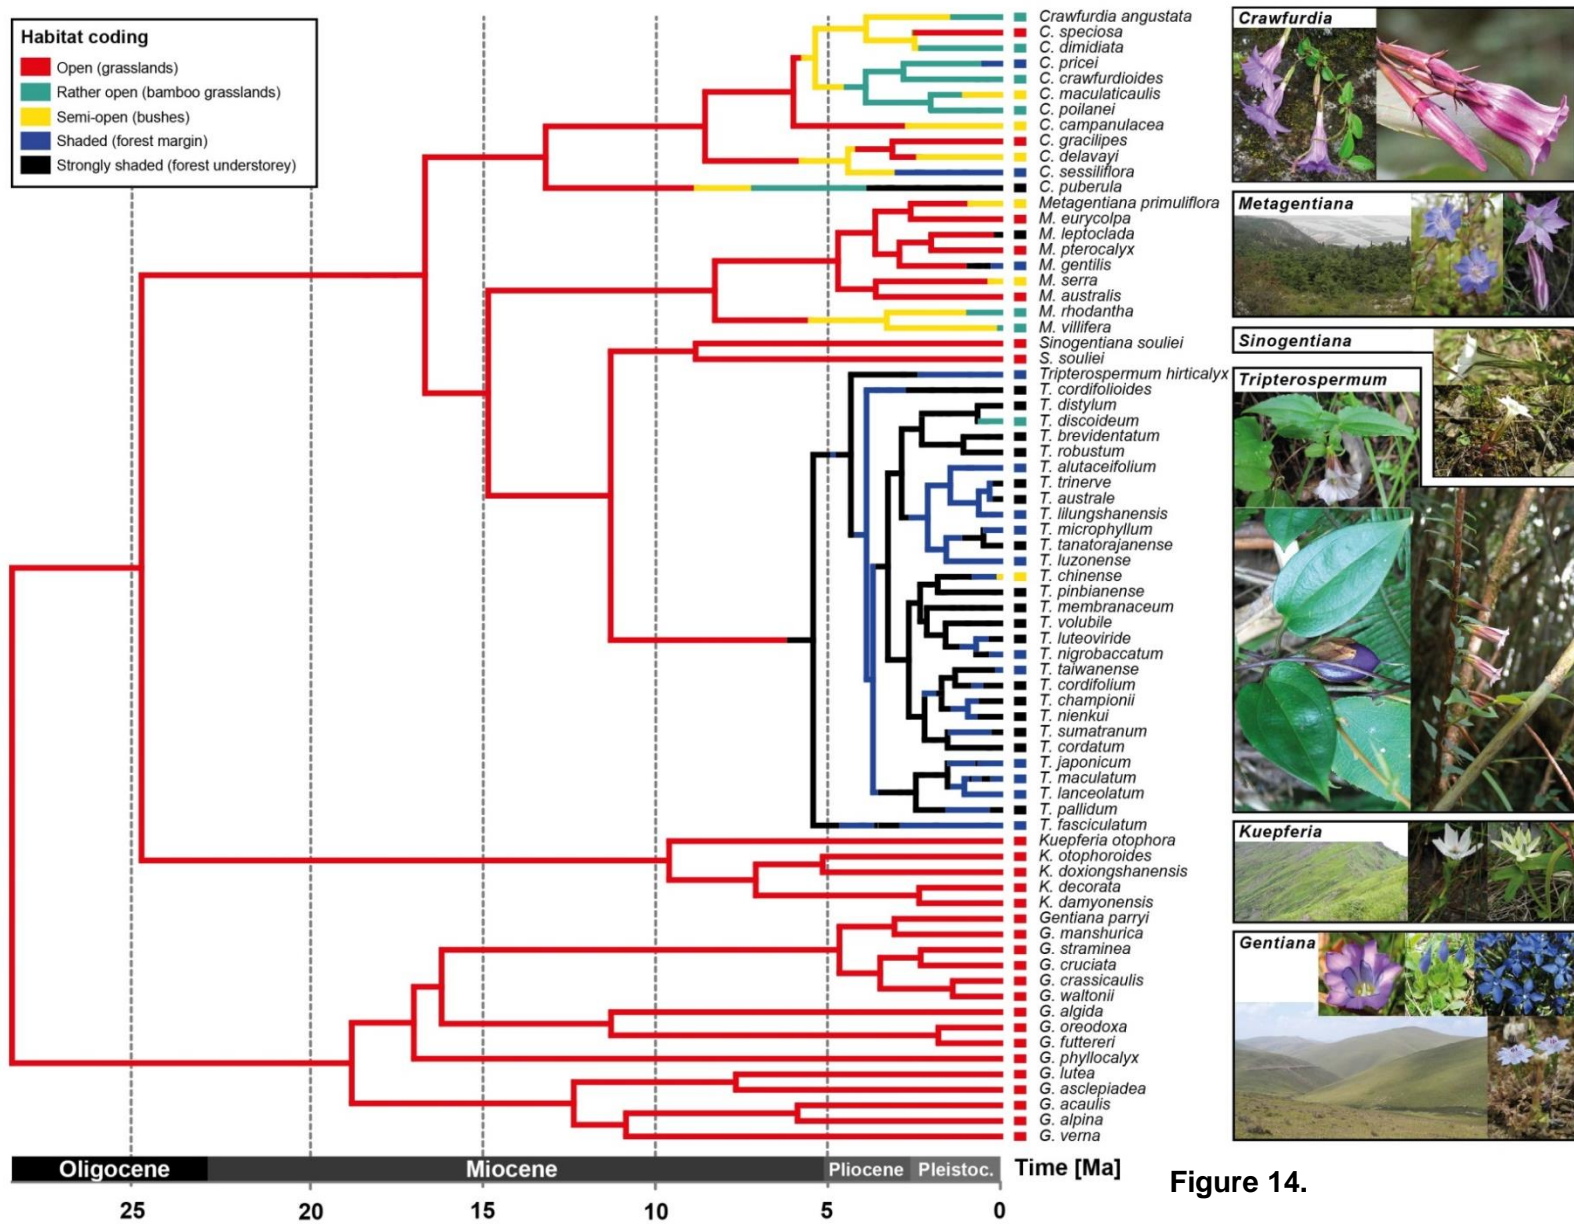 Habitat coding
Open (grasslands)
Rather open (bamboo grasslands)
Semi-open (bushes)
Shaded (forest margin)
Strongly shaded (forest understorey)
Crawfurdia angustata
C. speciosa
C. dimidiata
C. pricei
C. crawfurdioides
C. maculaticaulis
C. poilanei
C. campanulacea
C. gracilipes
C. delavayi
C. sessiliflora
C. puberula
Metagentiana primuliflora
M. eurycolpa
M. leptoclada
M. pterocalyx
M. gentilis
M. serra
M. australis
M. rhodantha
M. villifera
Sinogentiana souliei
S. souliei
Tripterospermum hirticalyx
T. cordifolioides
T. distylum
T. discoideum
T. brevidentatum
T. robustum
T. alutaceifolium
T. trinerve
T. australe
T. lilungshanensis
T. microphyllum
T. tanatorajanense
T. luzonense
T. chinense
T. pinbianense
T. membranaceum
T. volubile
T. luteoviride
T. nigrobaccatum
T. taiwanense
T. cordifolium
T. championii
T. nienkui
T. sumatranum
T. cordatum
T. japonicum
T. maculatum
T. lanceolatum
T. pallidum
T. fasciculatum
Kuepferia otophora
K. otophoroides
K. doxiongshanensis
K. decorata
K. damyonensis
Gentiana parryi
G. manshurica
G. straminea
G. cruciata
G. crassicaulis
G. waltonii
G. algida
G. oreodoxa
G. futtereri
G. phyllocalyx
G. lutea
G. asclepiadea
G. acaulis
G. alpina
G. verna
Crawfurdia
Metagentiana
Sinogentiana
Tripterospermum
Kuepferia
Gentiana
Oligocene Miocene Pliocene Pleistoc. Time [Ma]
25 20 15 10 5 0
Figure 14.